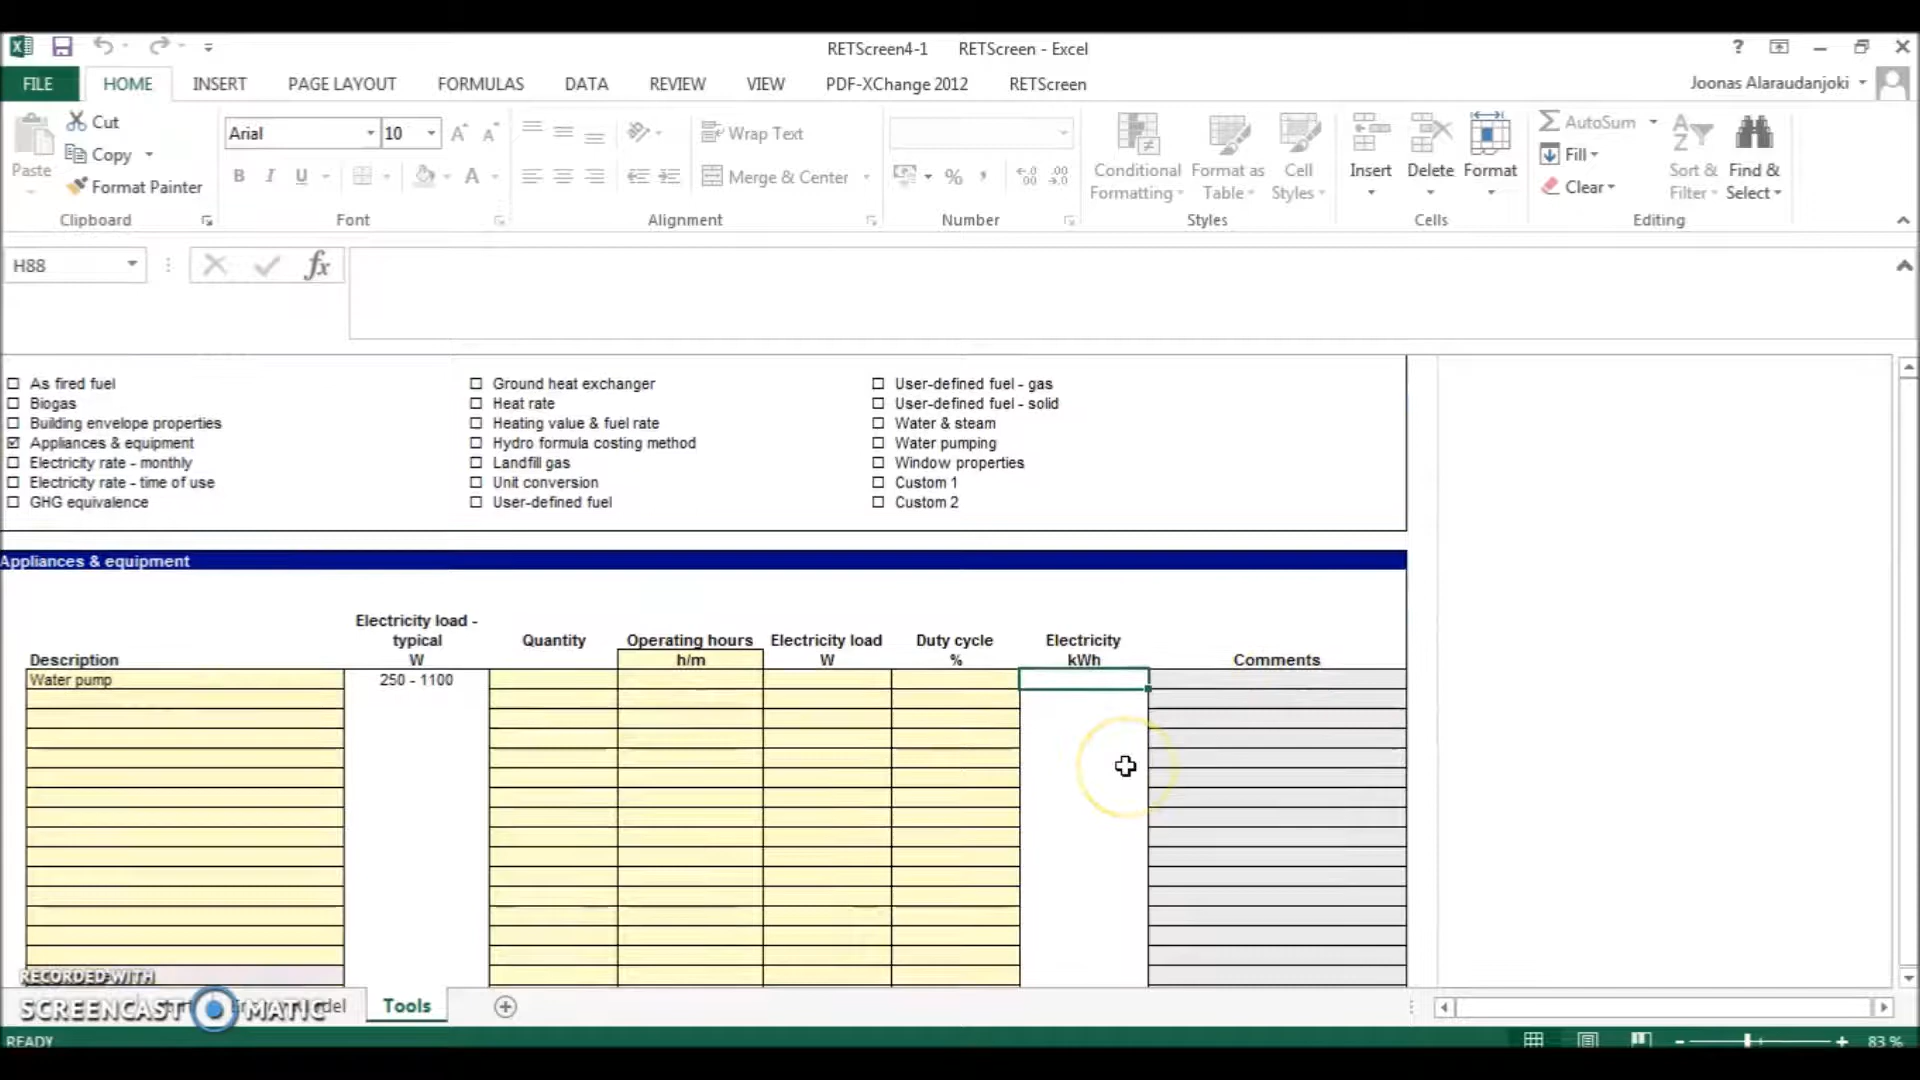 RETScreen4-1 RETScreen - Excel
FILE HOME INSERT PAGE LAYOUT FORMULAS DATA REVIEW VIEW PDF-XChange 2012 RETScreen Joonas Alaraudanjoki
Paste Cut
Copy
Format Painter
Clipboard
Arial 10
B I U A
Font
Wrap Text
Merge & Center
Alignment
%
Number
Conditional Formatting
Format as Table
Cell Styles
Styles
Insert Delete Format
Cells
AutoSum
Fill
Clear
Sort & Filter
Find & Select
Editing
H88 fx
As fired fuel Ground heat exchanger User-defined fuel - gas
Biogas Heat rate User-defined fuel - solid
Building envelope properties Heating value & fuel rate Water & steam
Appliances & equipment Hydro formula costing method Water pumping
Electricity rate - monthly Landfill gas Window properties
Electricity rate - time of use Unit conversion Custom 1
GHG equivalence User-defined fuel Custom 2
Appliances & equipment
Electricity load -
typical Quantity Operating hours Electricity load Duty cycle Electricity
Description W h/m W % kWh Comments
Water pump 250 - 1100
RECORDED WITH
SCREENCAST MATIC Tools
READY 83 %